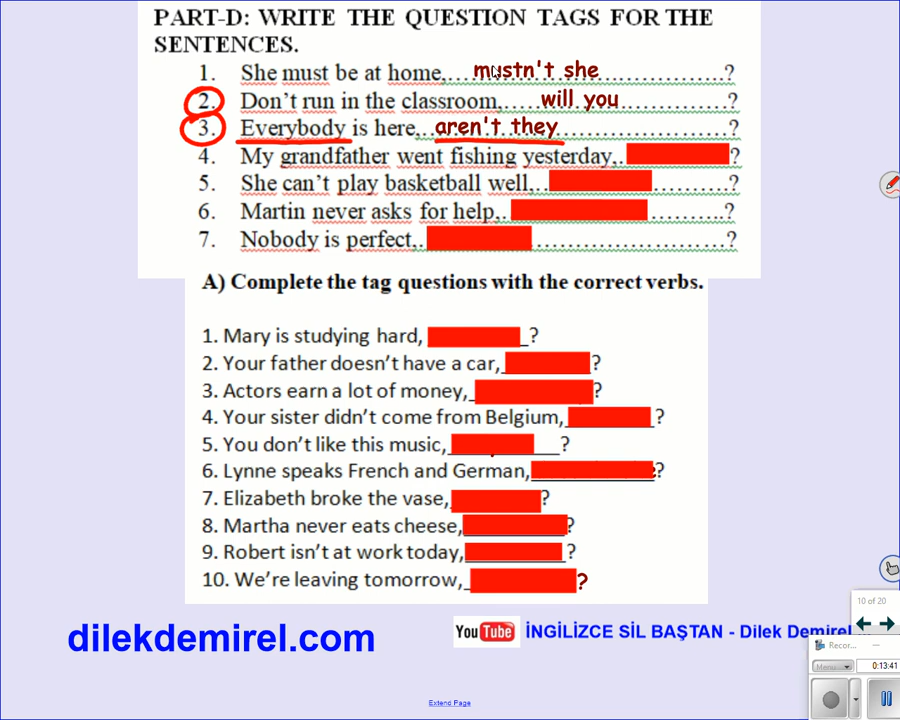 PART-D: WRITE THE QUESTION TAGS FOR THE
SENTENCES.
1. She must be at home,....mustn't she......................?
2. Don't run in the classroom,.....will you......................?
3. Everybody is here,..aren't they......................?
4. My grandfather went fishing yesterday,. ?
5. She can't play basketball well,.. .............?
6. Martin never asks for help,. .............?
7. Nobody is perfect,. ..............................?
A) Complete the tag questions with the correct verbs.
1. Mary is studying hard, _?
2. Your father doesn't have a car,_ ?
3. Actors earn a lot of money,_ ?
4. Your sister didn't come from Belgium, ?
5. You don't like this music,_ __?
6. Lynne speaks French and German, ?
7. Elizabeth broke the vase, ?
8. Martha never eats cheese, ?
9. Robert isn't at work today, ?
10. We're leaving tomorrow,_ ?
10 of 20
dilekdemirel.com
YouTube İNGİLİZCE SİL BAŞTAN - Dilek Demirel
Recor...
Menu
0:13:41
Extend Page